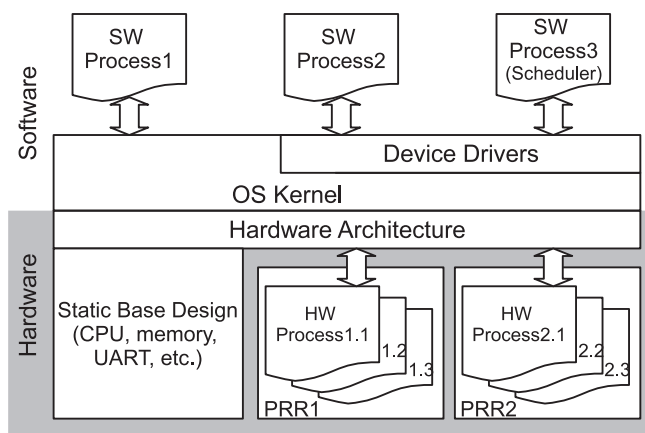 SW
Process1
SW
Process2
SW
Process3
(Scheduler)
Software
Device Drivers
OS Kernel
Hardware
Hardware Architecture
Static Base Design
(CPU, memory,
UART, etc.)
HW
Process1.1
1.2
1.3
PRR1
HW
Process2.1
2.2
2.3
PRR2